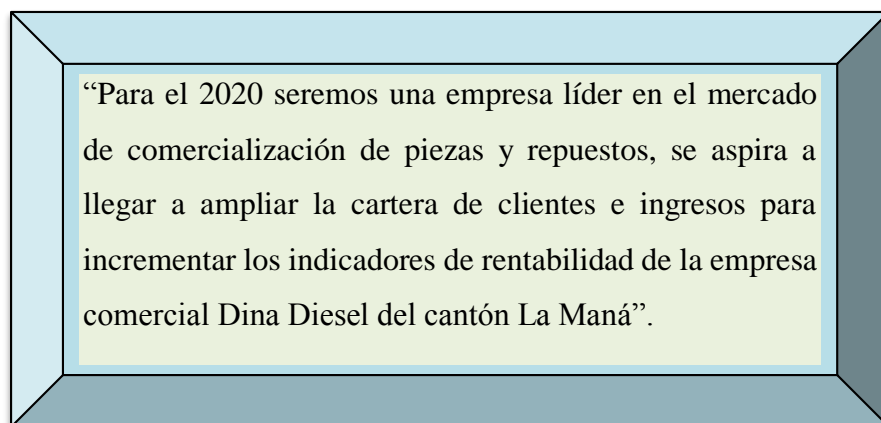 “Para el 2020 seremos una empresa líder en el mercado
de comercialización de piezas y repuestos, se aspira a
llegar a ampliar la cartera de clientes e ingresos para
incrementar los indicadores de rentabilidad de la empresa
comercial Dina Diesel del cantón La Maná”.